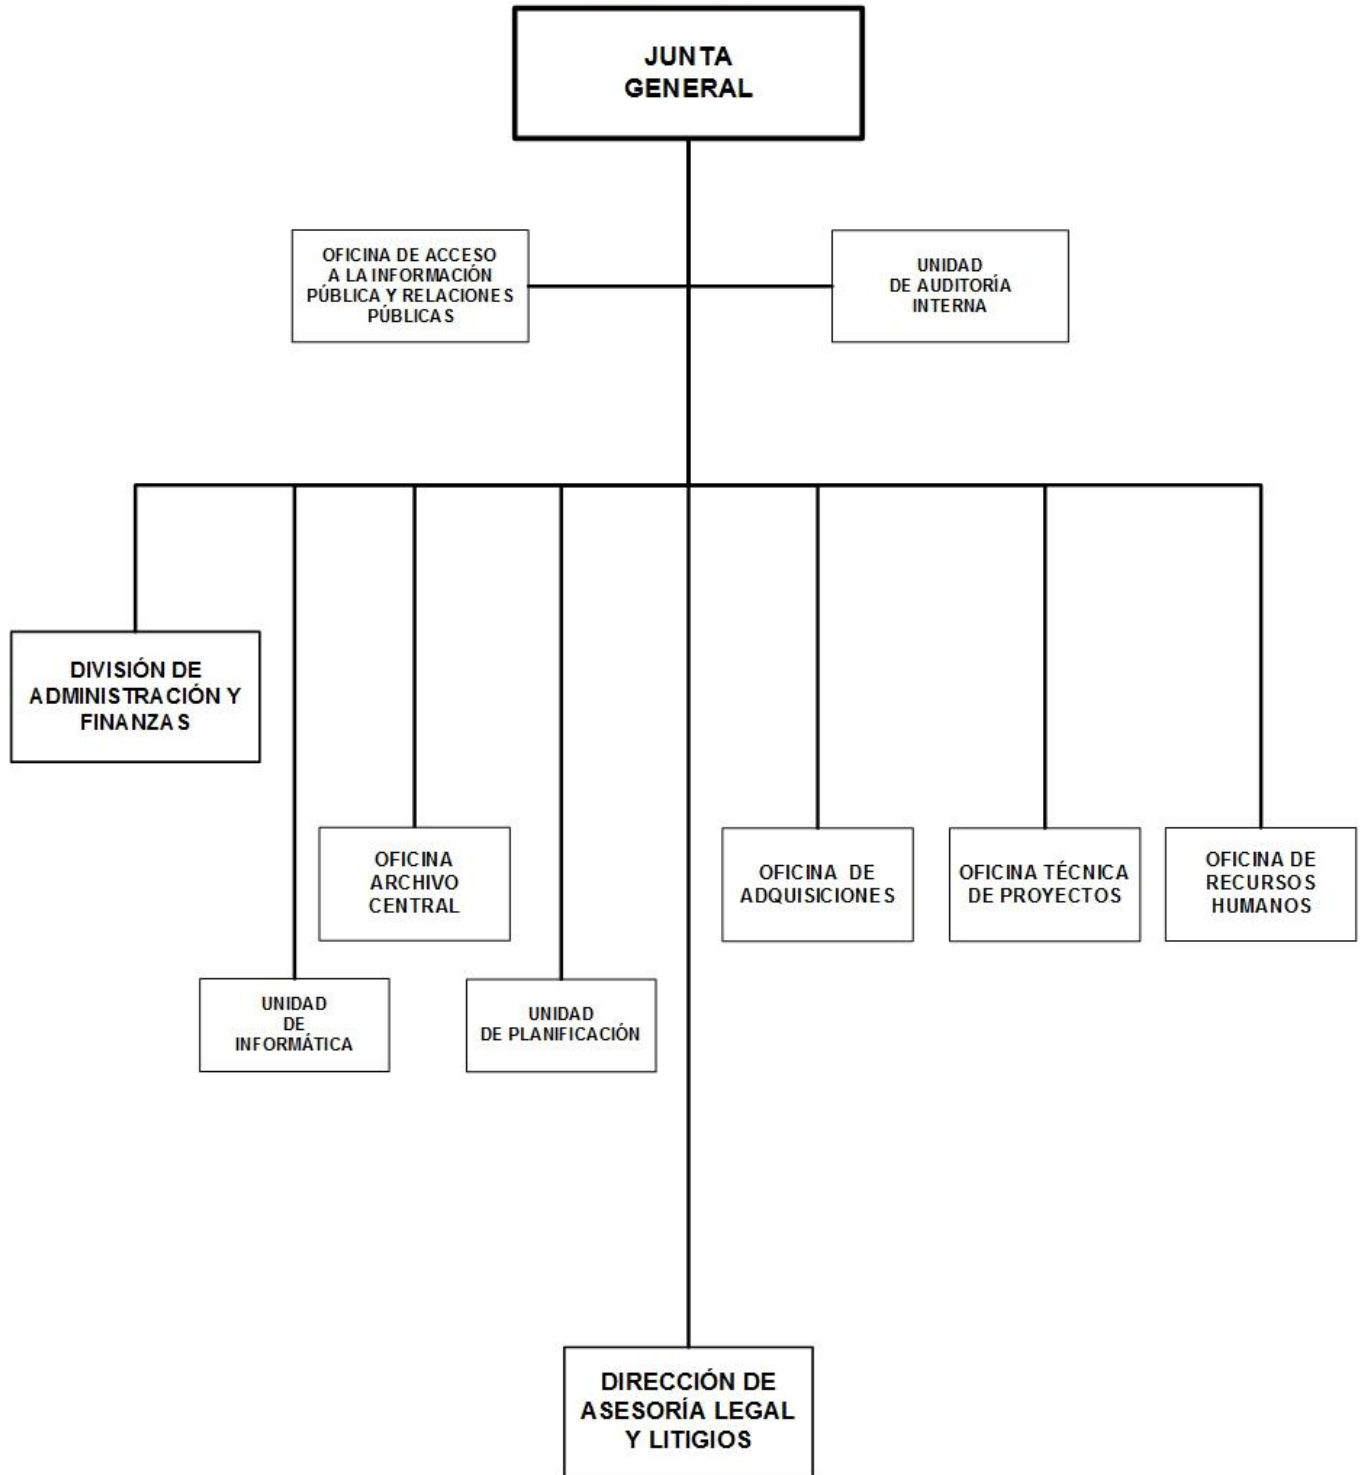 JUNTA
GENERAL
OFICINA DE ACCESO
A LA INFORMACIÓN
PÚBLICA Y RELACIONES
PÚBLICAS
UNIDAD
DE AUDITORÍA
INTERNA
DIVISIÓN DE
ADMINISTRACIÓN Y
FINANZAS
OFICINA
ARCHIVO
CENTRAL
OFICINA DE
ADQUISICIONES
OFICINA TÉCNICA
DE PROYECTOS
OFICINA DE
RECURSOS
HUMANOS
UNIDAD
DE
INFORMÁTICA
UNIDAD
DE PLANIFICACIÓN
DIRECCIÓN DE
ASESORÍA LEGAL
Y LITIGIOS